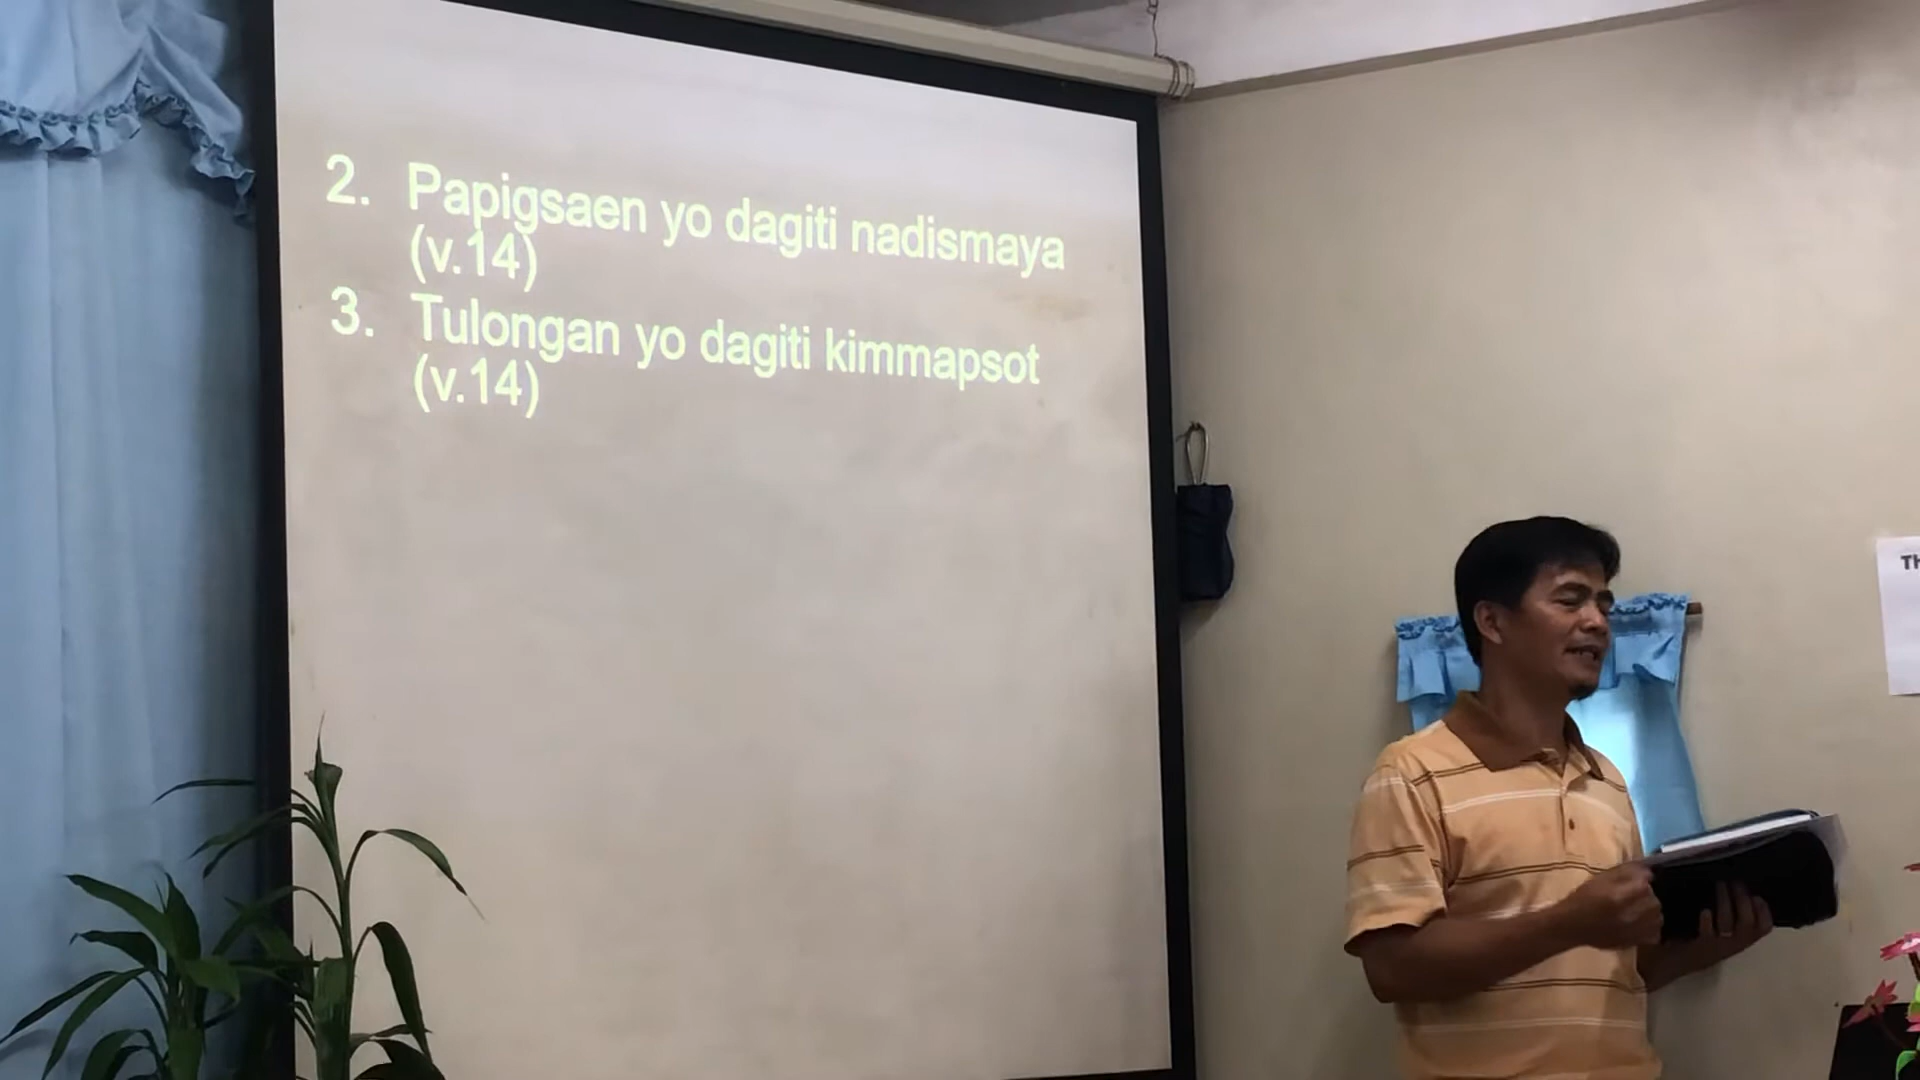 2. Papigsaen yo dagiti nadismaya
(v.14)
3. Tulongan yo dagiti kimmapsot
(v.14)